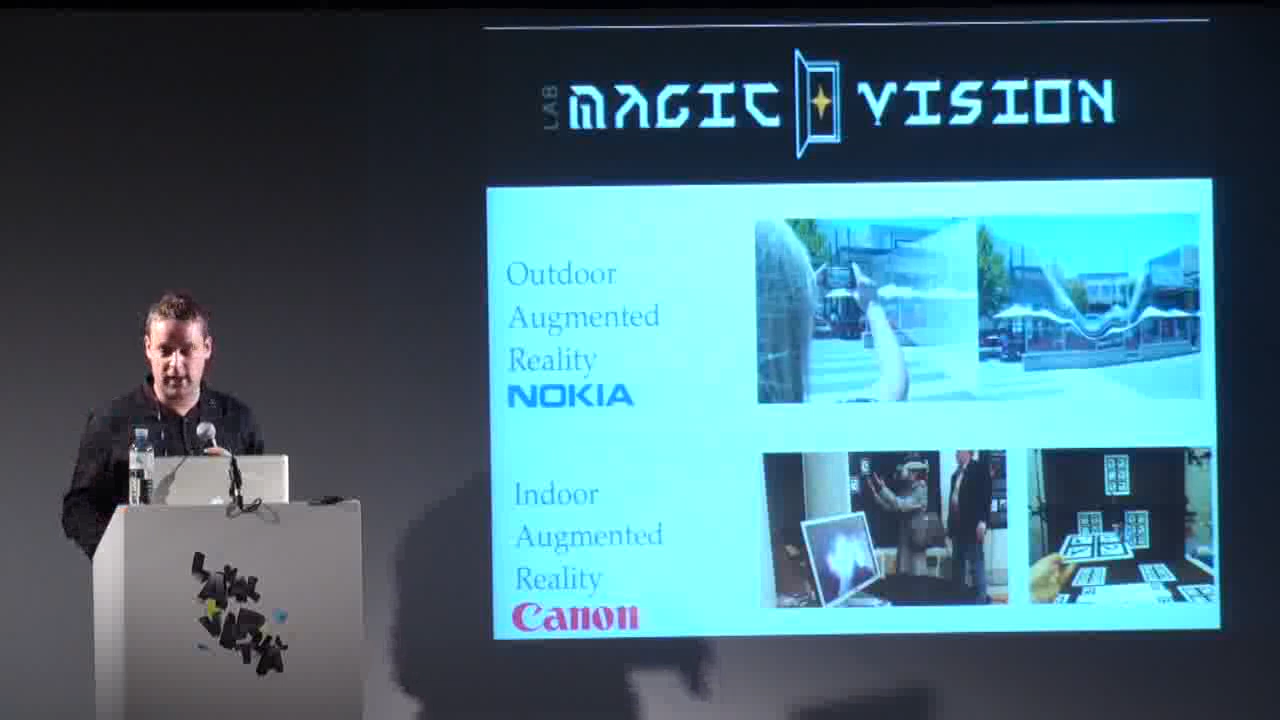 LAB MAGIC VISION
Outdoor
Augmented
Reality
NOKIA
Indoor
Augmented
Reality
Canon